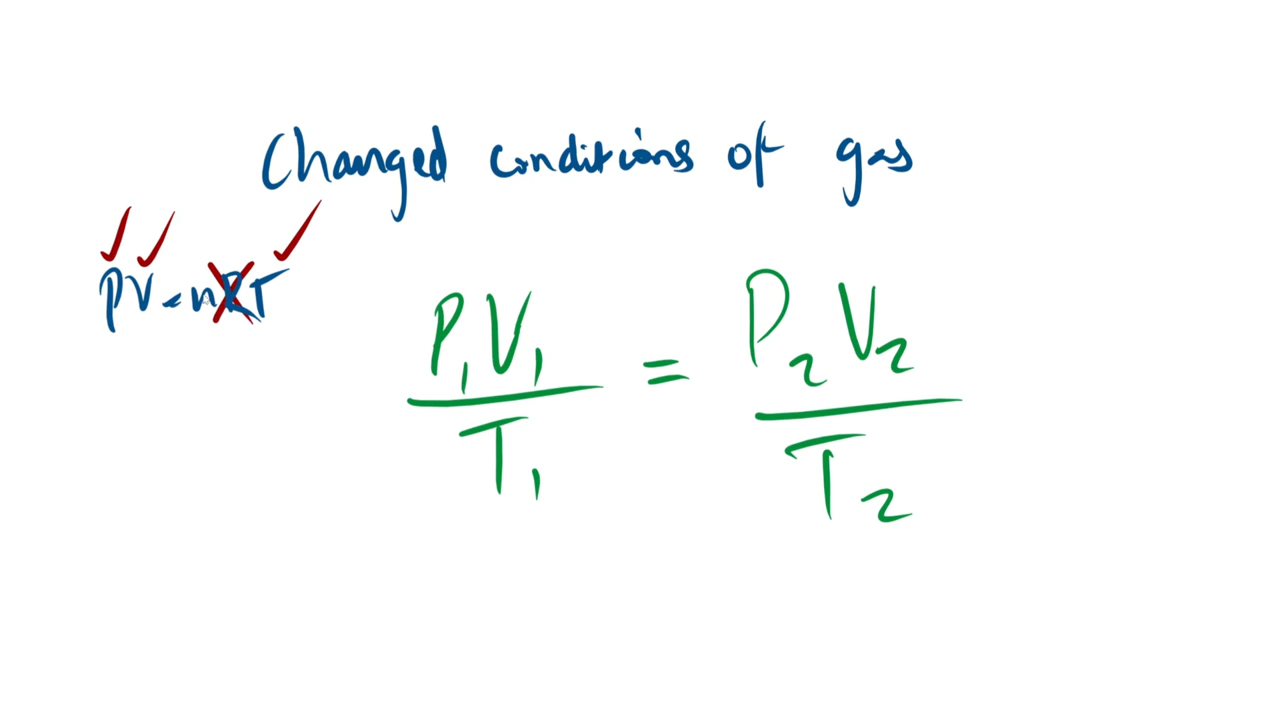 Changed conditions of gas
PV = nRT
P₁V₁ / T₁ = P₂V₂ / T₂